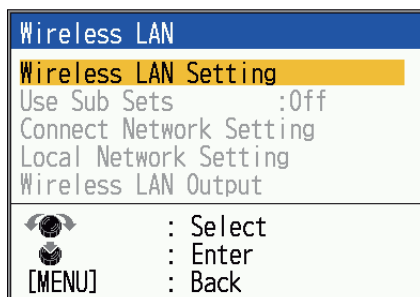 Wireless LAN
Wireless LAN Setting
Use Sub Sets :Off
Connect Network Setting
Local Network Setting
Wireless LAN Output
: Select
: Enter
[MENU] : Back